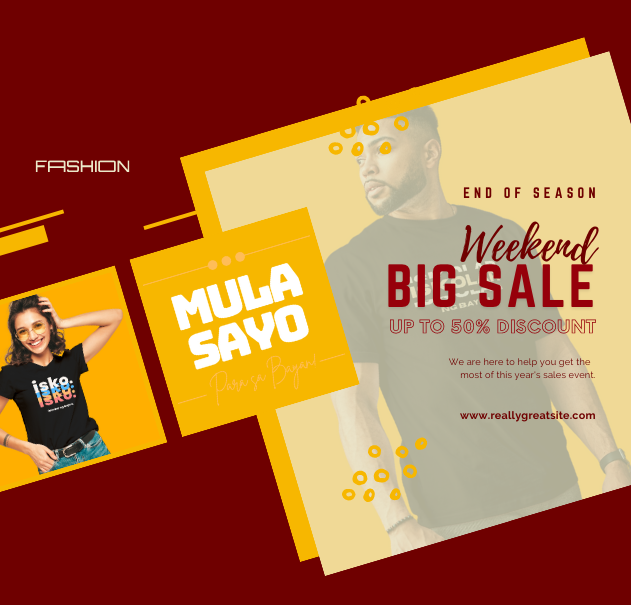 FASHION
END OF SEASON
Weekend
BIG SALE
UP TO 50% DISCOUNT
We are here to help you get the
most of this year's sales event.
www.reallygreatsite.com
MULA
SAYO
Para sa Bayan!
isko.
isko.
isko.